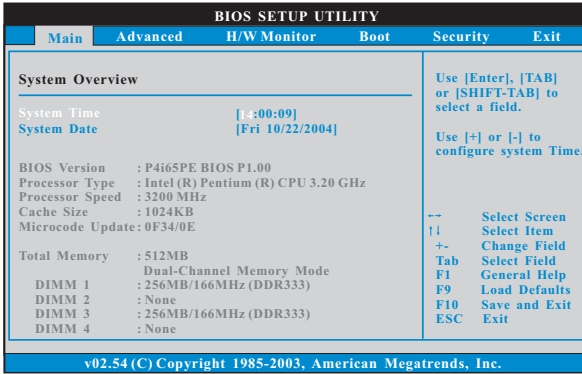 BIOS SETUP UTILITY
Main Advanced H/W Monitor Boot Security Exit
System Overview
System Time [14:00:09]
System Date [Fri 10/22/2004]
BIOS Version : P4i65PE BIOS P1.00
Processor Type : Intel (R) Pentium (R) CPU 3.20 GHz
Processor Speed : 3200 MHz
Cache Size : 1024KB
Microcode Update : 0F34/0E
Total Memory : 512MB
Dual-Channel Memory Mode
DIMM 1 : 256MB/166MHz (DDR333)
DIMM 2 : None
DIMM 3 : 256MB/166MHz (DDR333)
DIMM 4 : None
Use [Enter], [TAB]
or [SHIFT-TAB] to
select a field.
Use [+] or [-] to
configure system Time.
←→ Select Screen
↑↓ Select Item
+- Change Field
Tab Select Field
F1 General Help
F9 Load Defaults
F10 Save and Exit
ESC Exit
v02.54 (C) Copyright 1985-2003, American Megatrends, Inc.